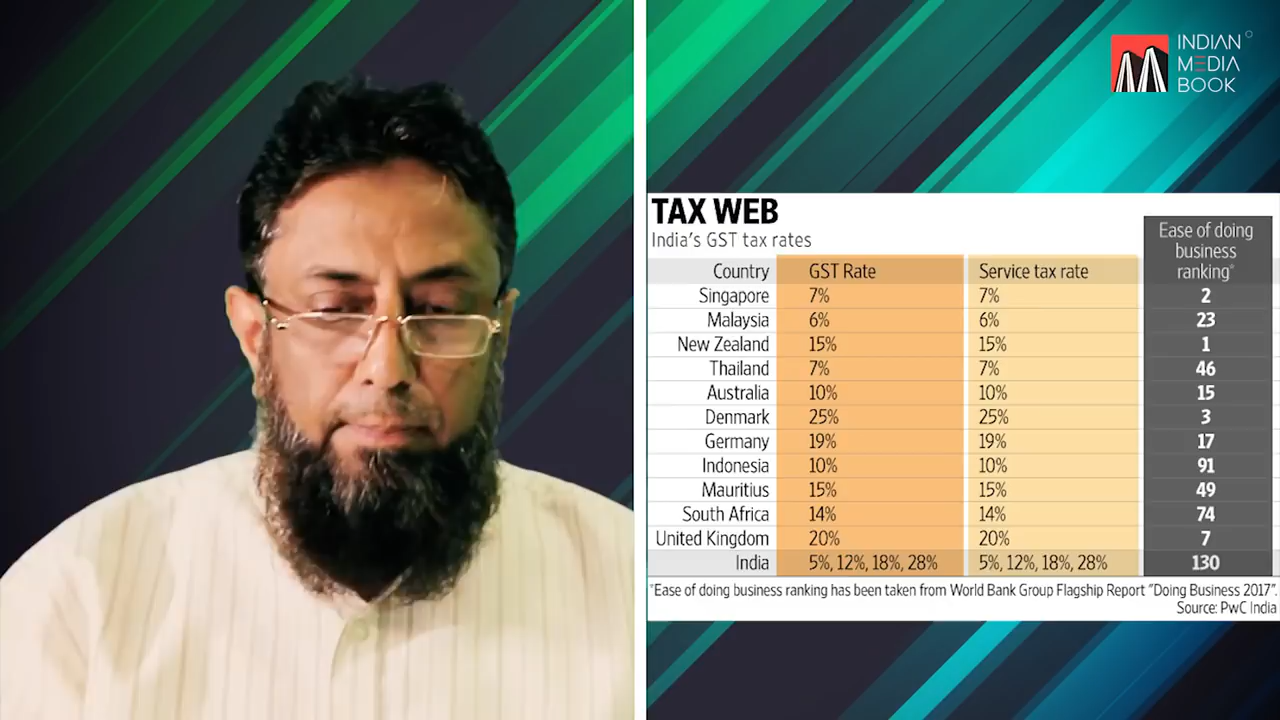 INDIAN
MEDIA
BOOK
TAX WEB
India's GST tax rates
Country GST Rate Service tax rate Ease of doing business ranking*
Singapore 7% 7% 2
Malaysia 6% 6% 23
New Zealand 15% 15% 1
Thailand 7% 7% 46
Australia 10% 10% 15
Denmark 25% 25% 3
Germany 19% 19% 17
Indonesia 10% 10% 91
Mauritius 15% 15% 49
South Africa 14% 14% 74
United Kingdom 20% 20% 7
India 5%, 12%, 18%, 28% 5%, 12%, 18%, 28% 130
*Ease of doing business ranking has been taken from World Bank Group Flagship Report "Doing Business 2017".
Source: PwC India